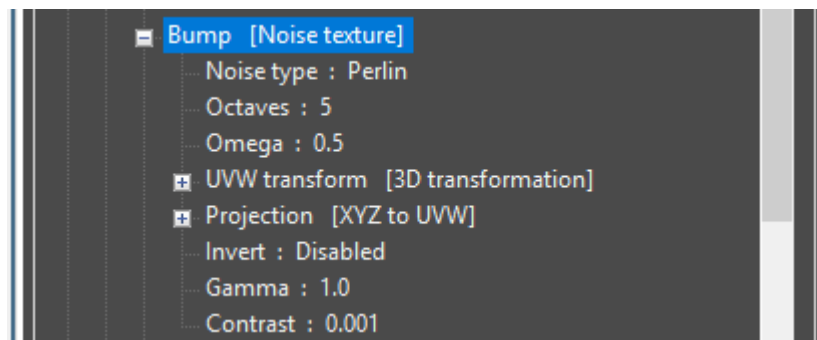 Bump [Noise texture]
Noise type : Perlin
Octaves : 5
Omega : 0.5
UVW transform [3D transformation]
Projection [XYZ to UVW]
Invert : Disabled
Gamma : 1.0
Contrast : 0.001